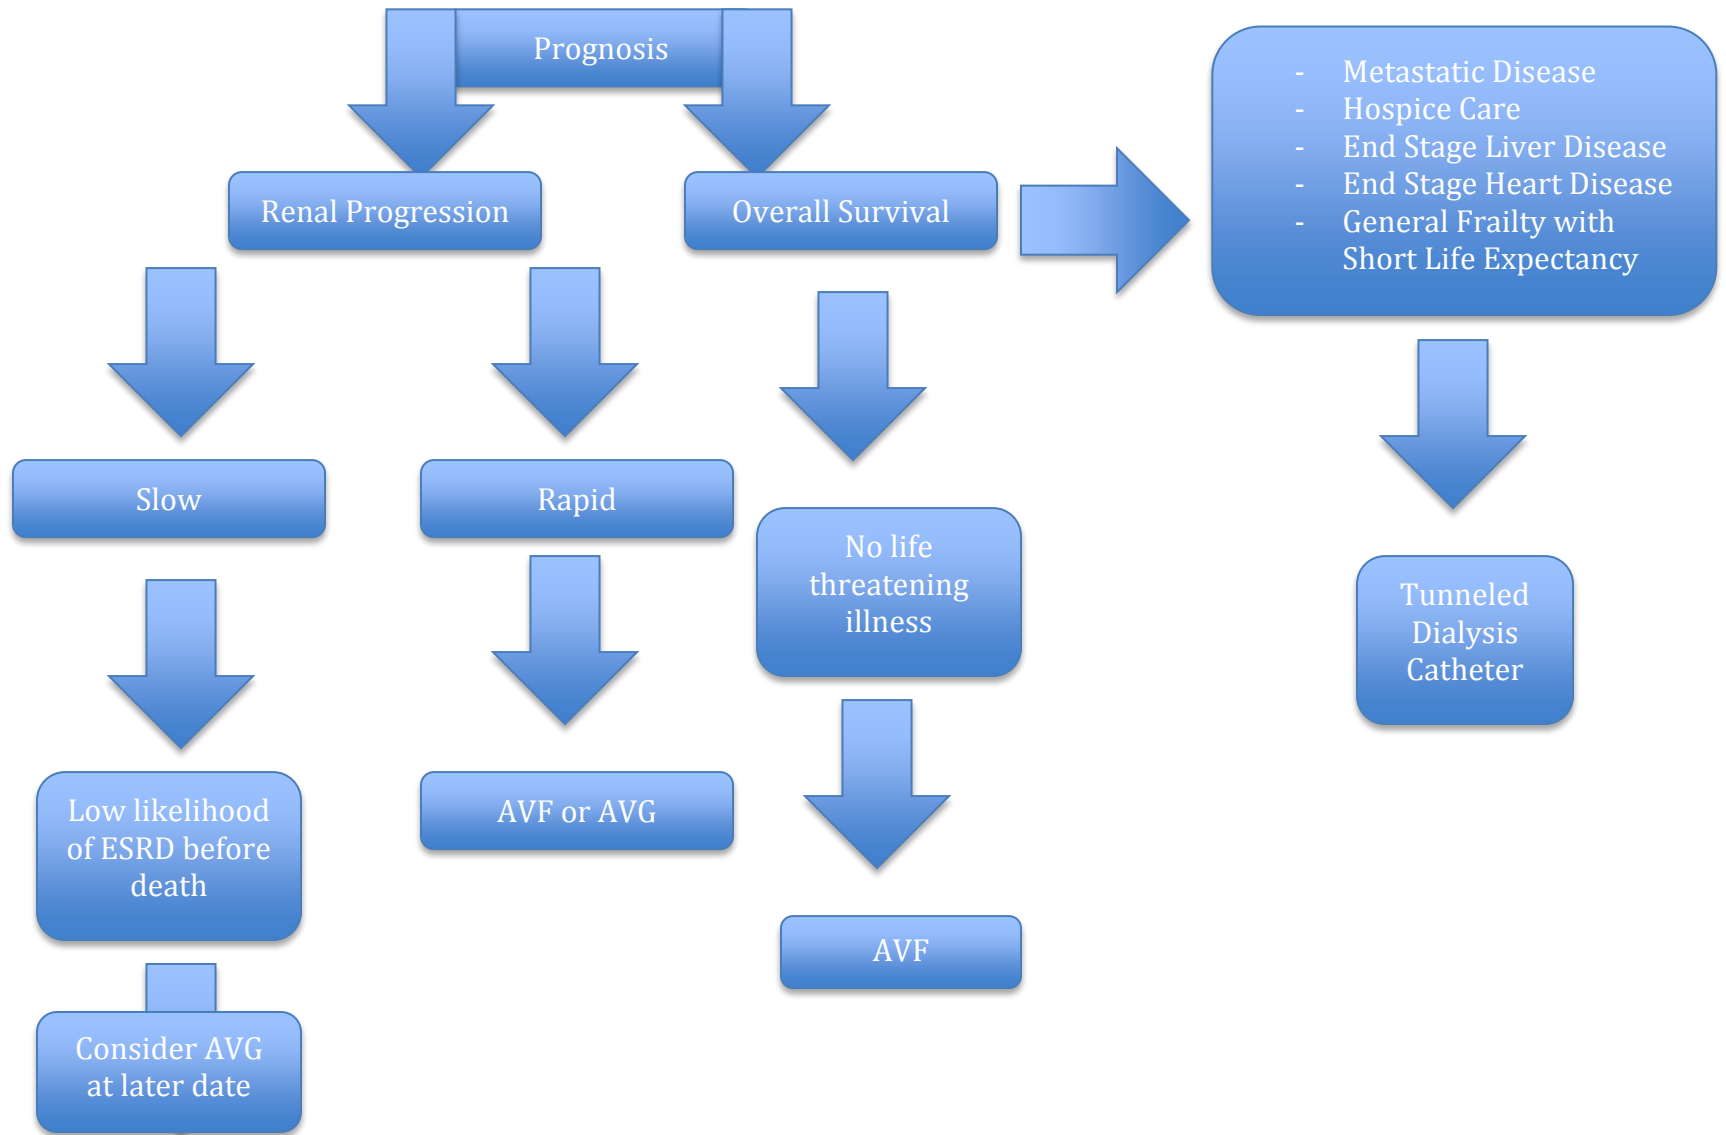 Prognosis
Renal Progression
Overall Survival
- Metastatic Disease
- Hospice Care
- End Stage Liver Disease
- End Stage Heart Disease
- General Frailty with
Short Life Expectancy
Slow
Rapid
No life
threatening
illness
Tunneled
Dialysis
Catheter
Low likelihood
of ESRD before
death
AVF or AVG
AVF
Consider AVG
at later date